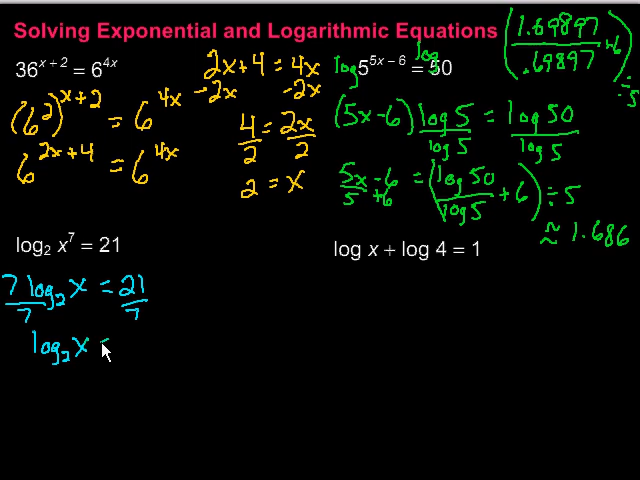 Solving Exponential and Logarithmic Equations
36^{x + 2} = 6^{4x}
(6^2)^{x+2} = 6^{4x}
6^{2x+4} = 6^{4x}
2x+4 = 4x
-2x -2x
4/2 = 2x/2
2 = x
log 5^{5x – 6} = log 50
(5x-6) log 5 / log 5 = log 50 / log 5
5x-6 = (log 50 / log 5 + 6) ÷ 5
5 +6
≈ 1.686
(1.69897 / .69897 +6) ÷5
log₂ x^7 = 21
7 log₂ x / 7 = 21/7
log₂ x =
log x + log 4 = 1